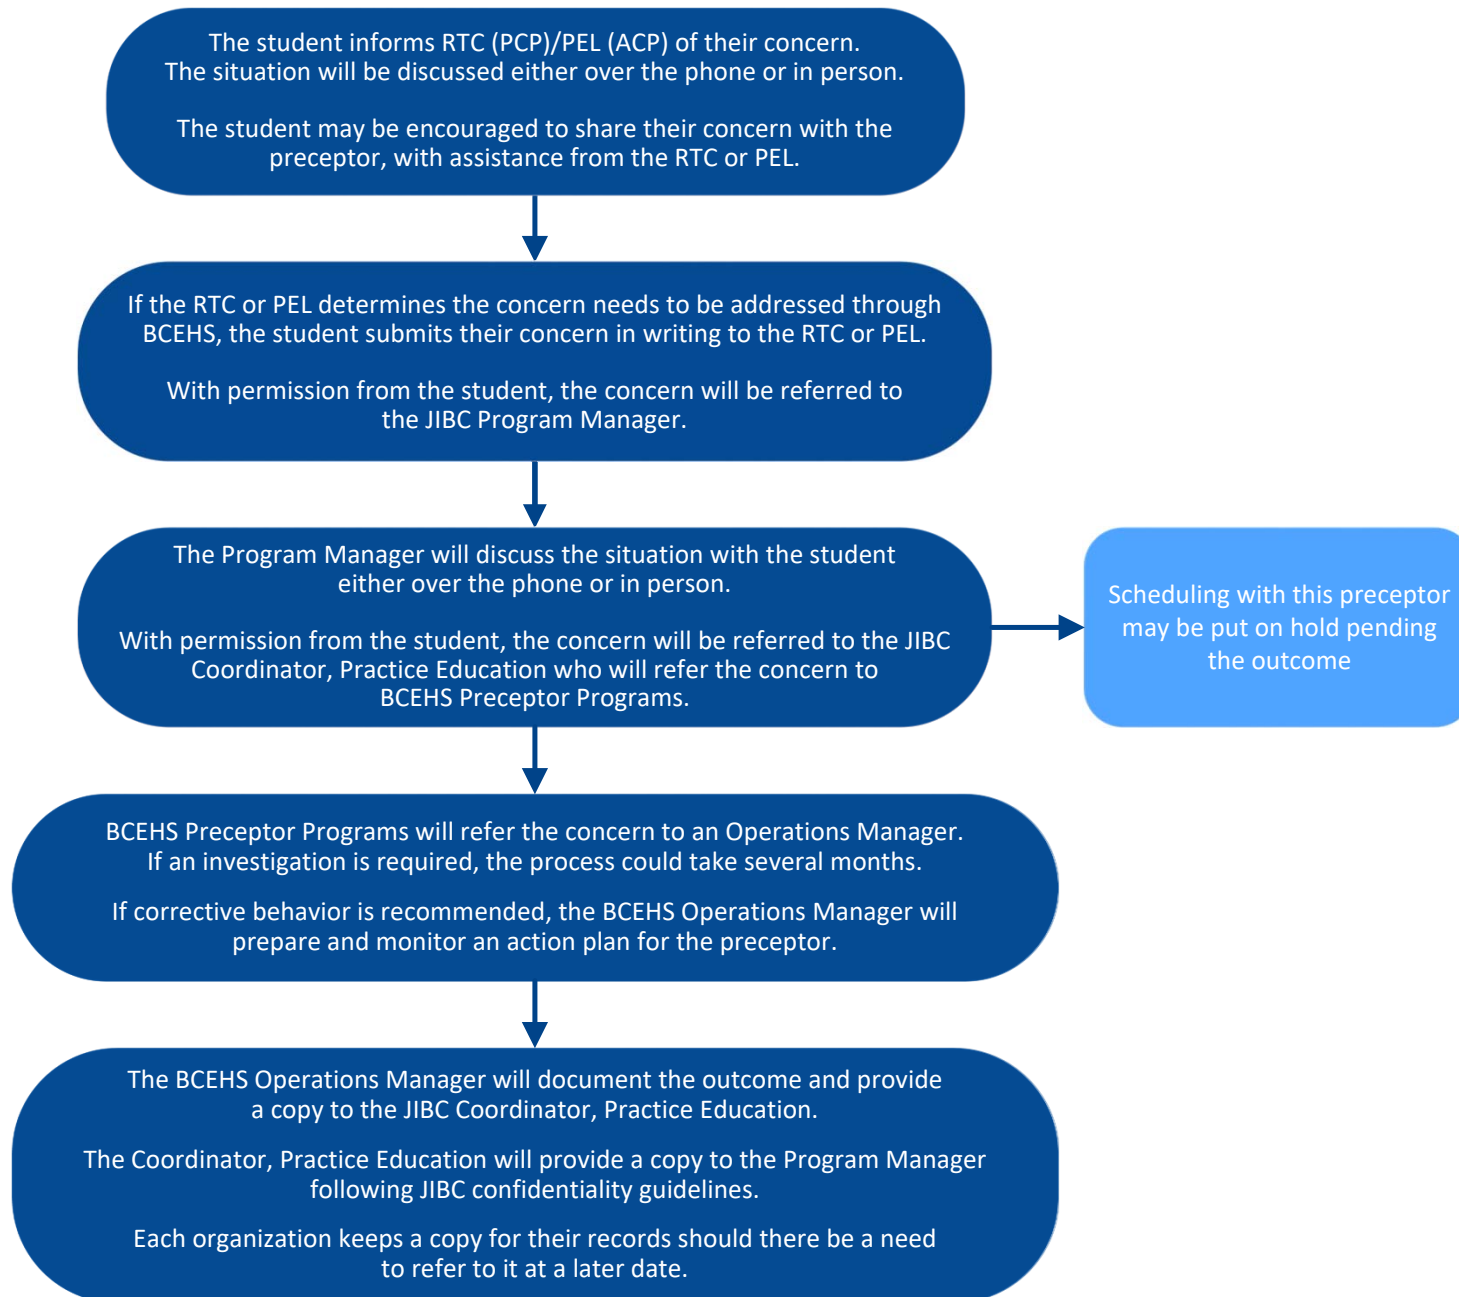 The student informs RTC (PCP)/PEL (ACP) of their concern.
The situation will be discussed either over the phone or in person.
The student may be encouraged to share their concern with the
preceptor, with assistance from the RTC or PEL.
If the RTC or PEL determines the concern needs to be addressed through
BCEHS, the student submits their concern in writing to the RTC or PEL.
With permission from the student, the concern will be referred to
the JIBC Program Manager.
The Program Manager will discuss the situation with the student
either over the phone or in person.
With permission from the student, the concern will be referred to the JIBC
Coordinator, Practice Education who will refer the concern to
BCEHS Preceptor Programs.
Scheduling with this preceptor
may be put on hold pending
the outcome
BCEHS Preceptor Programs will refer the concern to an Operations Manager.
If an investigation is required, the process could take several months.
If corrective behavior is recommended, the BCEHS Operations Manager will
prepare and monitor an action plan for the preceptor.
The BCEHS Operations Manager will document the outcome and provide
a copy to the JIBC Coordinator, Practice Education.
The Coordinator, Practice Education will provide a copy to the Program Manager
following JIBC confidentiality guidelines.
Each organization keeps a copy for their records should there be a need
to refer to it at a later date.